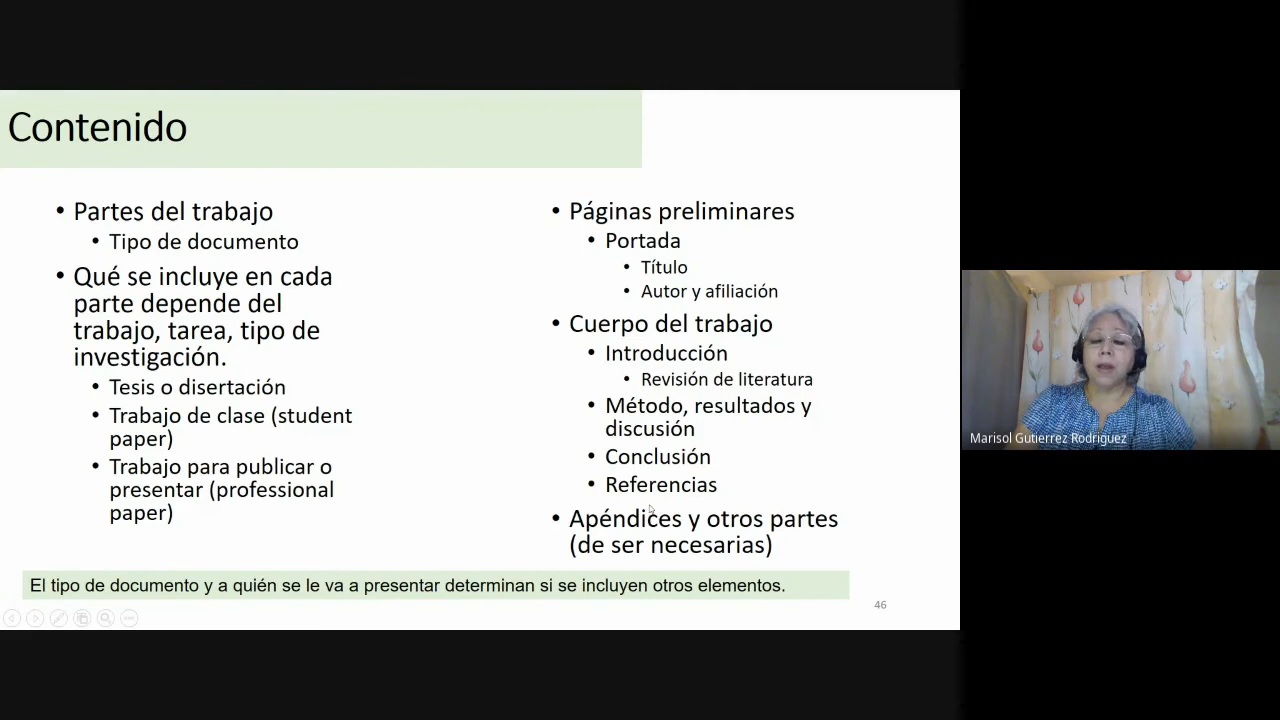 Contenido
• Partes del trabajo
• Tipo de documento
• Qué se incluye en cada
parte depende del
trabajo, tarea, tipo de
investigación.
• Tesis o disertación
• Trabajo de clase (student
paper)
• Trabajo para publicar o
presentar (professional
paper)
• Páginas preliminares
• Portada
• Título
• Autor y afiliación
• Cuerpo del trabajo
• Introducción
• Revisión de literatura
• Método, resultados y
discusión
• Conclusión
• Referencias
• Apéndices y otros partes
(de ser necesarias)
El tipo de documento y a quién se le va a presentar determinan si se incluyen otros elementos.
46
Marisol Gutierrez Rodriguez